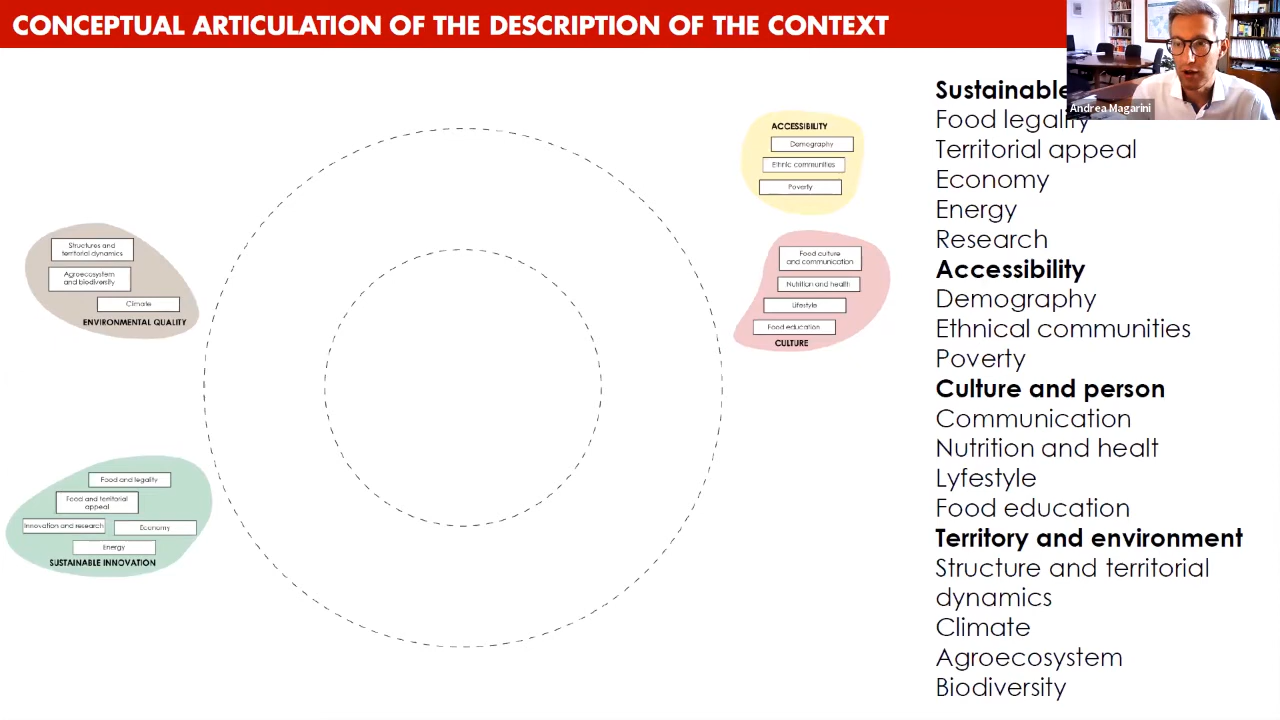 CONCEPTUAL ARTICULATION OF THE DESCRIPTION OF THE CONTEXT
Andrea Magarini
ACCESSIBILITY
Demography
Ethnic communities
Poverty
Food culture
and communication
Nutrition and health
Lifestyle
Food education
CULTURE
Structures and
territorial dynamics
Agroecosystem
and biodiversity
Climate
ENVIRONMENTAL QUALITY
Food and legality
Food and territorial
appeal
Innovation and research
Economy
Energy
SUSTAINABLE INNOVATION
Sustainable
Food legality
Territorial appeal
Economy
Energy
Research
Accessibility
Demography
Ethnical communities
Poverty
Culture and person
Communication
Nutrition and healt
Lyfestyle
Food education
Territory and environment
Structure and territorial
dynamics
Climate
Agroecosystem
Biodiversity